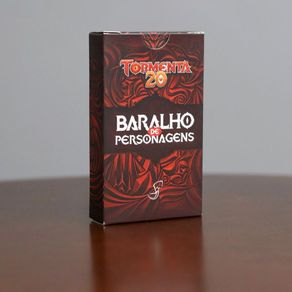 TORMENTA
20
BARALHO
DE
PERSONAGENS